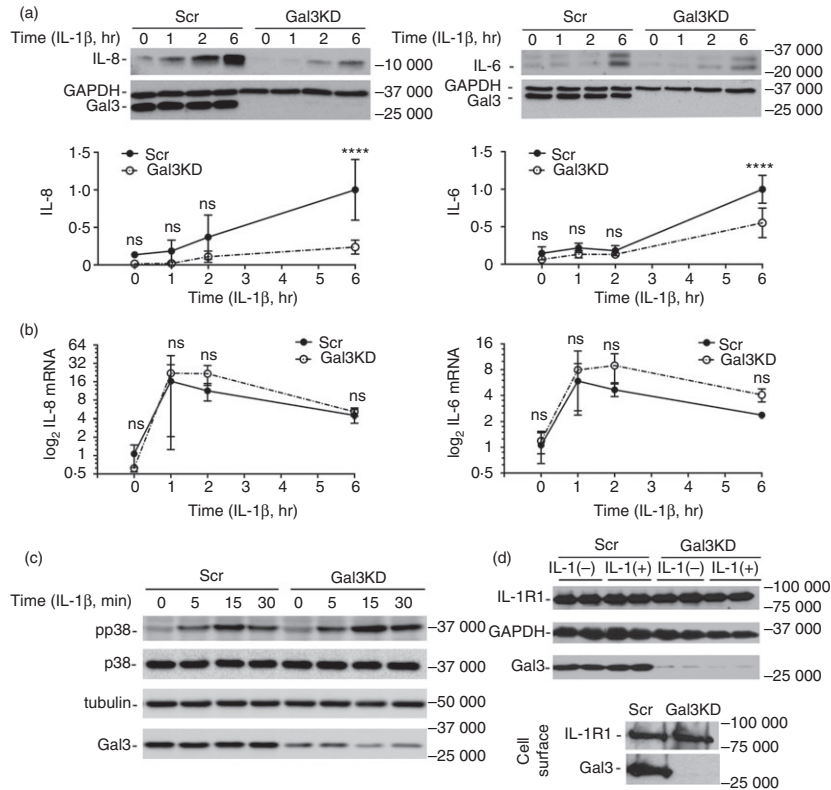 (a)
Scr Gal3KD
Time (IL-1β, hr) 0 1 2 6 0 1 2 6
IL-8- –10 000
GAPDH- –37 000
Gal3- –25 000
Scr Gal3KD
Time (IL-1β, hr) 0 1 2 6 0 1 2 6
–37 000
IL-6 - –20 000
GAPDH - –37 000
Gal3 - –25 000
1·5
1·0
0·5
0
IL-8
Scr
Gal3KD
ns ns ns ****
0 1 2 3 4 5 6
Time (IL-1β, hr)
1·5
1·0
0·5
0
IL-6
Scr
Gal3KD
ns ns ns ****
0 1 2 3 4 5 6
Time (IL-1β, hr)
(b)
64
32
16
8
4
2
1
0·5
log2 IL-8 mRNA
Scr
Gal3KD
ns ns ns ns
0 1 2 3 4 5 6
Time (IL-1β, hr)
16
8
4
2
1
0·5
log2 IL-6 mRNA
Scr
Gal3KD
ns ns ns ns
0 1 2 3 4 5 6
Time (IL-1β, hr)
(c)
Scr Gal3KD
Time (IL-1β, min) 0 5 15 30 0 5 15 30
pp38- –37 000
p38- –37 000
tubulin- –50 000
–37 000
Gal3- –25 000
(d)
Scr Gal3KD
IL-1(–) IL-1(+) IL-1(–) IL-1(+)
–100 000
IL-1R1- –75 000
GAPDH- –37 000
Gal3- –25 000
Scr Gal3KD
–100 000
IL-1R1 - –75 000
Gal3- –25 000
Cell
surface